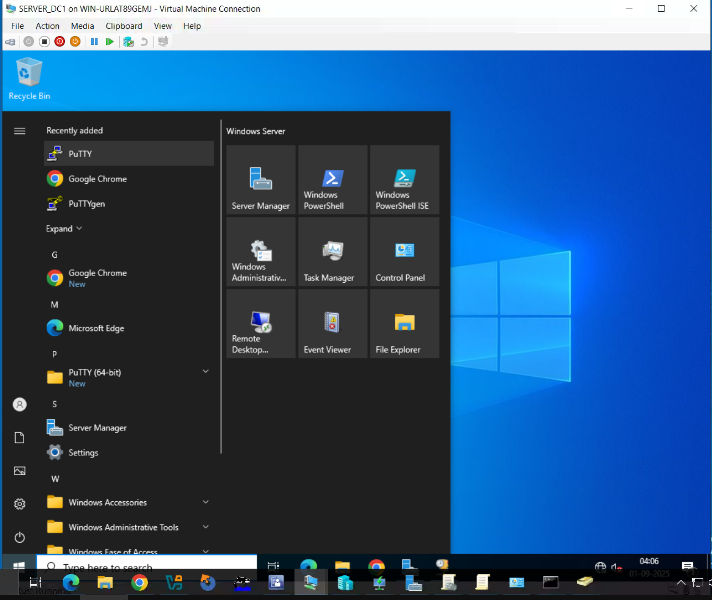 SERVER_DC1 on WIN-URLAT89GEMJ - Virtual Machine Connection
File Action Media Clipboard View Help
Recycle Bin
Recently added
PuTTY
Google Chrome
PuTTYgen
Expand
G
Google Chrome
New
M
Microsoft Edge
P
PuTTY (64-bit)
New
S
Server Manager
Settings
W
Windows Accessories
Windows Administrative Tools
Windows Ease of Access
Windows Server
Server Manager
Windows PowerShell
Windows PowerShell ISE
Windows Administrativ...
Task Manager
Control Panel
Remote Desktop...
Event Viewer
File Explorer
Type here to search
04:06
01-09-2025